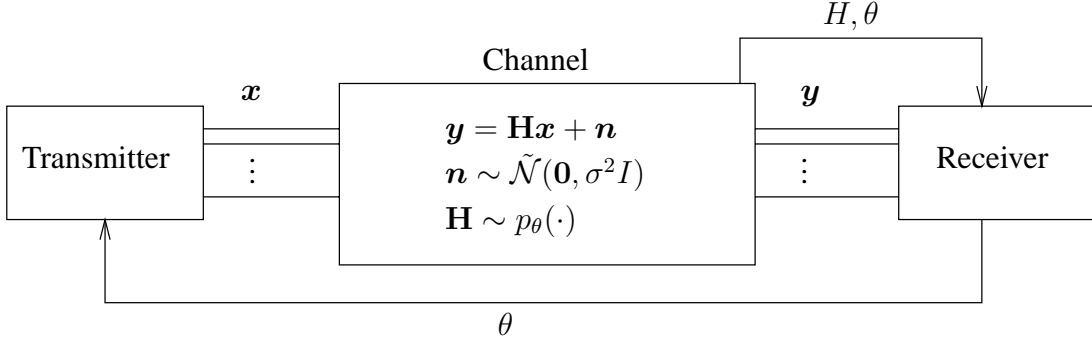 H, θ
Channel
x
y
Transmitter
y = Hx + n
n ∼ Ñ(0, σ²I)
H ∼ p_θ(·)
⋮
⋮
Receiver
θ